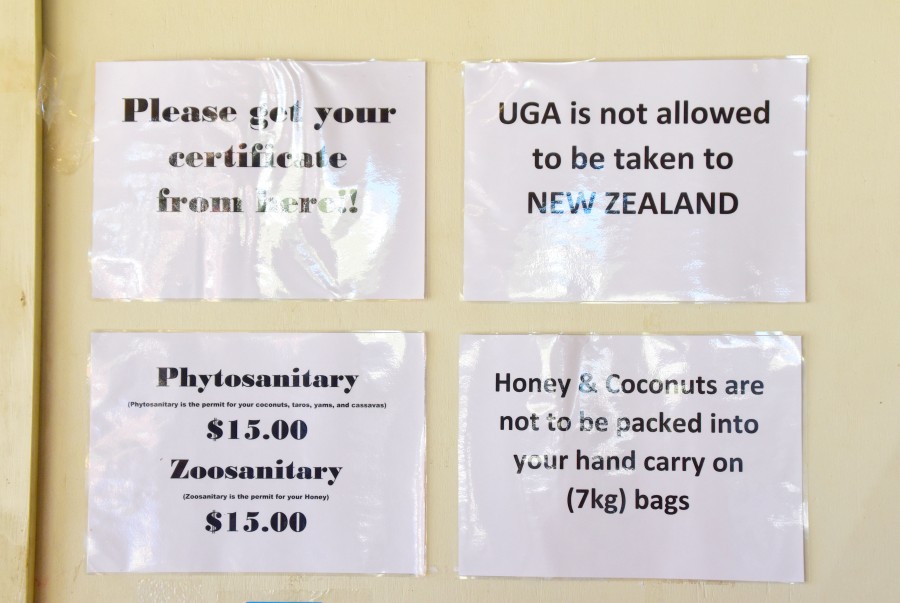 Please get your
certificate
from here!!
UGA is not allowed
to be taken to
NEW ZEALAND
Phytosanitary
(Phytosanitary is the permit for your coconuts, taros, yams, and cassavas)
$15.00
Zoosanitary
(Zoosanitary is the permit for your Honey)
$15.00
Honey & Coconuts are
not to be packed into
your hand carry on
(7kg) bags